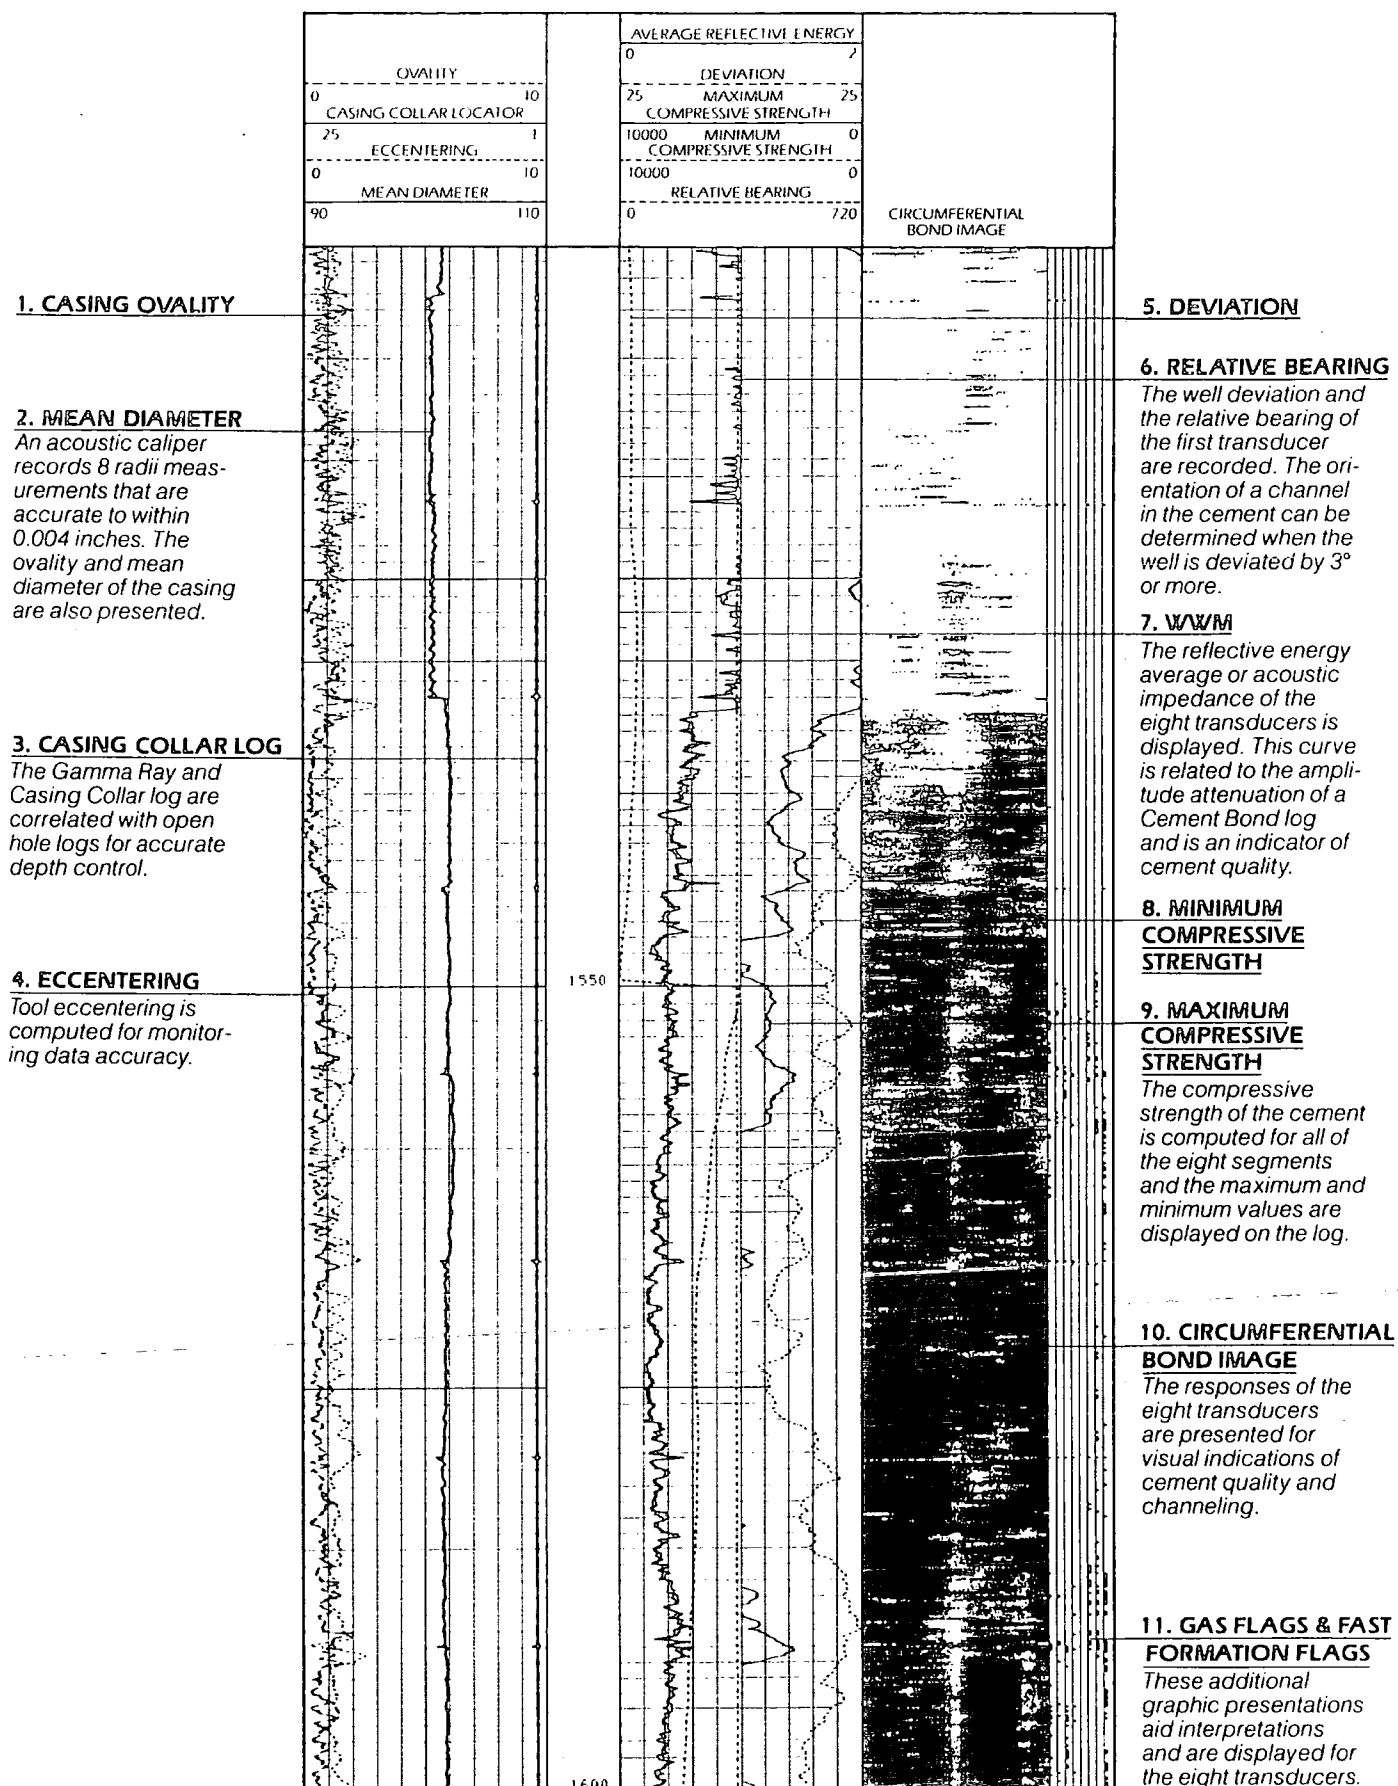 AVERAGE REFLECTIVE ENERGY
0 2
OVALITY
DEVIATION
0 10
25 25
CASING COLLAR LOCATOR
MAXIMUM
COMPRESSIVE STRENGTH
25 1
10000 0
ECCENTERING
MINIMUM
COMPRESSIVE STRENGTH
0 10
10000 0
MEAN DIAMETER
RELATIVE BEARING
90 110
0 720
CIRCUMFERENTIAL
BOND IMAGE
1. CASING OVALITY
2. MEAN DIAMETER
An acoustic caliper
records 8 radii meas-
urements that are
accurate to within
0.004 inches. The
ovality and mean
diameter of the casing
are also presented.
3. CASING COLLAR LOG
The Gamma Ray and
Casing Collar log are
correlated with open
hole logs for accurate
depth control.
4. ECCENTERING
Tool eccentering is
computed for monitor-
ing data accuracy.
1550
1600
5. DEVIATION
6. RELATIVE BEARING
The well deviation and
the relative bearing of
the first transducer
are recorded. The ori-
entation of a channel
in the cement can be
determined when the
well is deviated by 3°
or more.
7. WWM
The reflective energy
average or acoustic
impedance of the
eight transducers is
displayed. This curve
is related to the ampli-
tude attenuation of a
Cement Bond log
and is an indicator of
cement quality.
8. MINIMUM
COMPRESSIVE
STRENGTH
9. MAXIMUM
COMPRESSIVE
STRENGTH
The compressive
strength of the cement
is computed for all of
the eight segments
and the maximum and
minimum values are
displayed on the log.
10. CIRCUMFERENTIAL
BOND IMAGE
The responses of the
eight transducers
are presented for
visual indications of
cement quality and
channeling.
11. GAS FLAGS & FAST
FORMATION FLAGS
These additional
graphic presentations
aid interpretations
and are displayed for
the eight transducers.